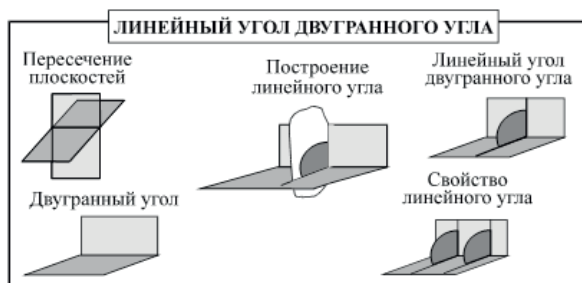 ЛИНЕЙНЫЙ УГОЛ ДВУГРАННОГО УГЛА
Пересечение
плоскостей
Двугранный угол
Построение
линейного угла
Линейный угол
двугранного угла
Свойство
линейного угла